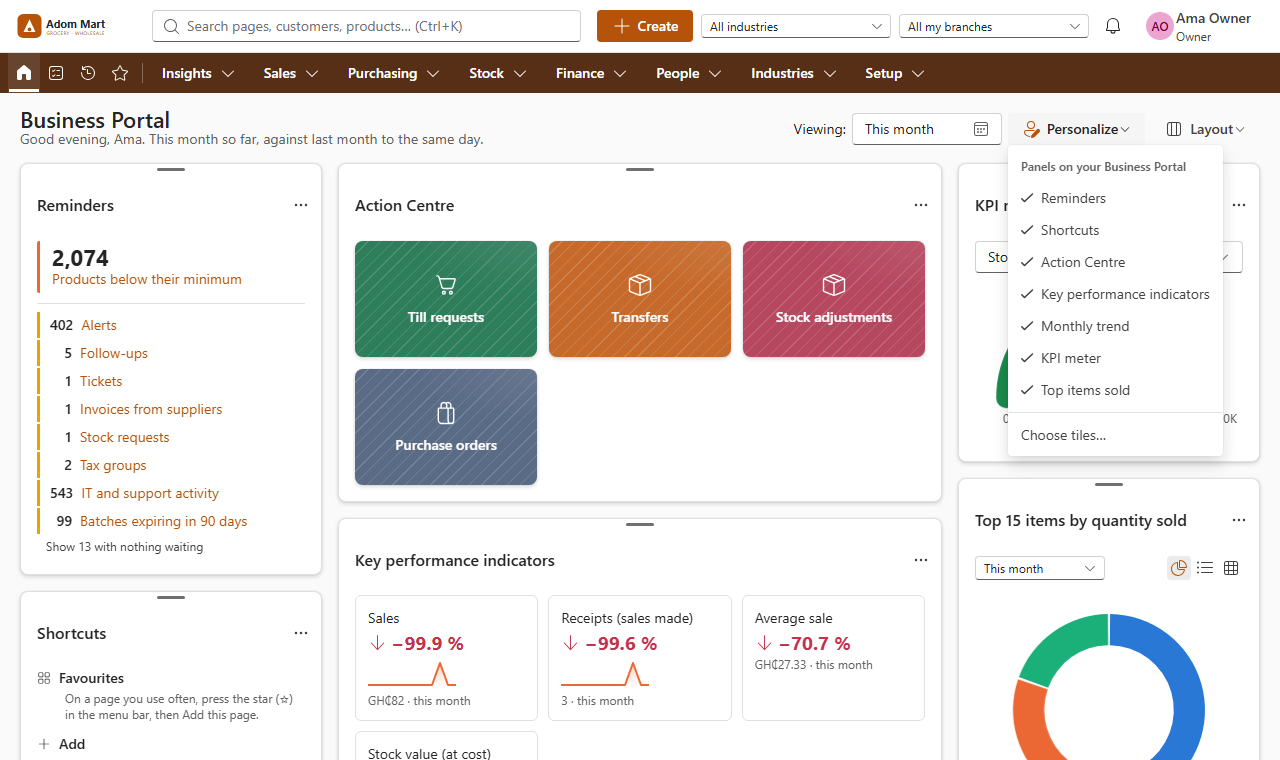 Adom Mart
GROCERY · WHOLESALE
Search pages, customers, products... (Ctrl+K)
Create
All industries
All my branches
AO
Ama Owner
Owner
Insights
Sales
Purchasing
Stock
Finance
People
Industries
Setup
Business Portal
Good evening, Ama. This month so far, against last month to the same day.
Viewing:
This month
Personalize
Layout
Panels on your Business Portal
Reminders
Shortcuts
Action Centre
Key performance indicators
Monthly trend
KPI meter
Top items sold
Choose tiles...
Reminders
2,074
Products below their minimum
402 Alerts
5 Follow-ups
1 Tickets
1 Invoices from suppliers
1 Stock requests
2 Tax groups
543 IT and support activity
99 Batches expiring in 90 days
Show 13 with nothing waiting
Shortcuts
Favourites
On a page you use often, press the star (☆)
in the menu bar, then Add this page.
Add
Action Centre
Till requests
Transfers
Stock adjustments
Purchase orders
Key performance indicators
Sales
−99.9 %
GH₵82 · this month
Receipts (sales made)
−99.6 %
3 · this month
Average sale
−70.7 %
GH₵27.33 · this month
Stock value (at cost)
KPI
Top 15 items by quantity sold
This month